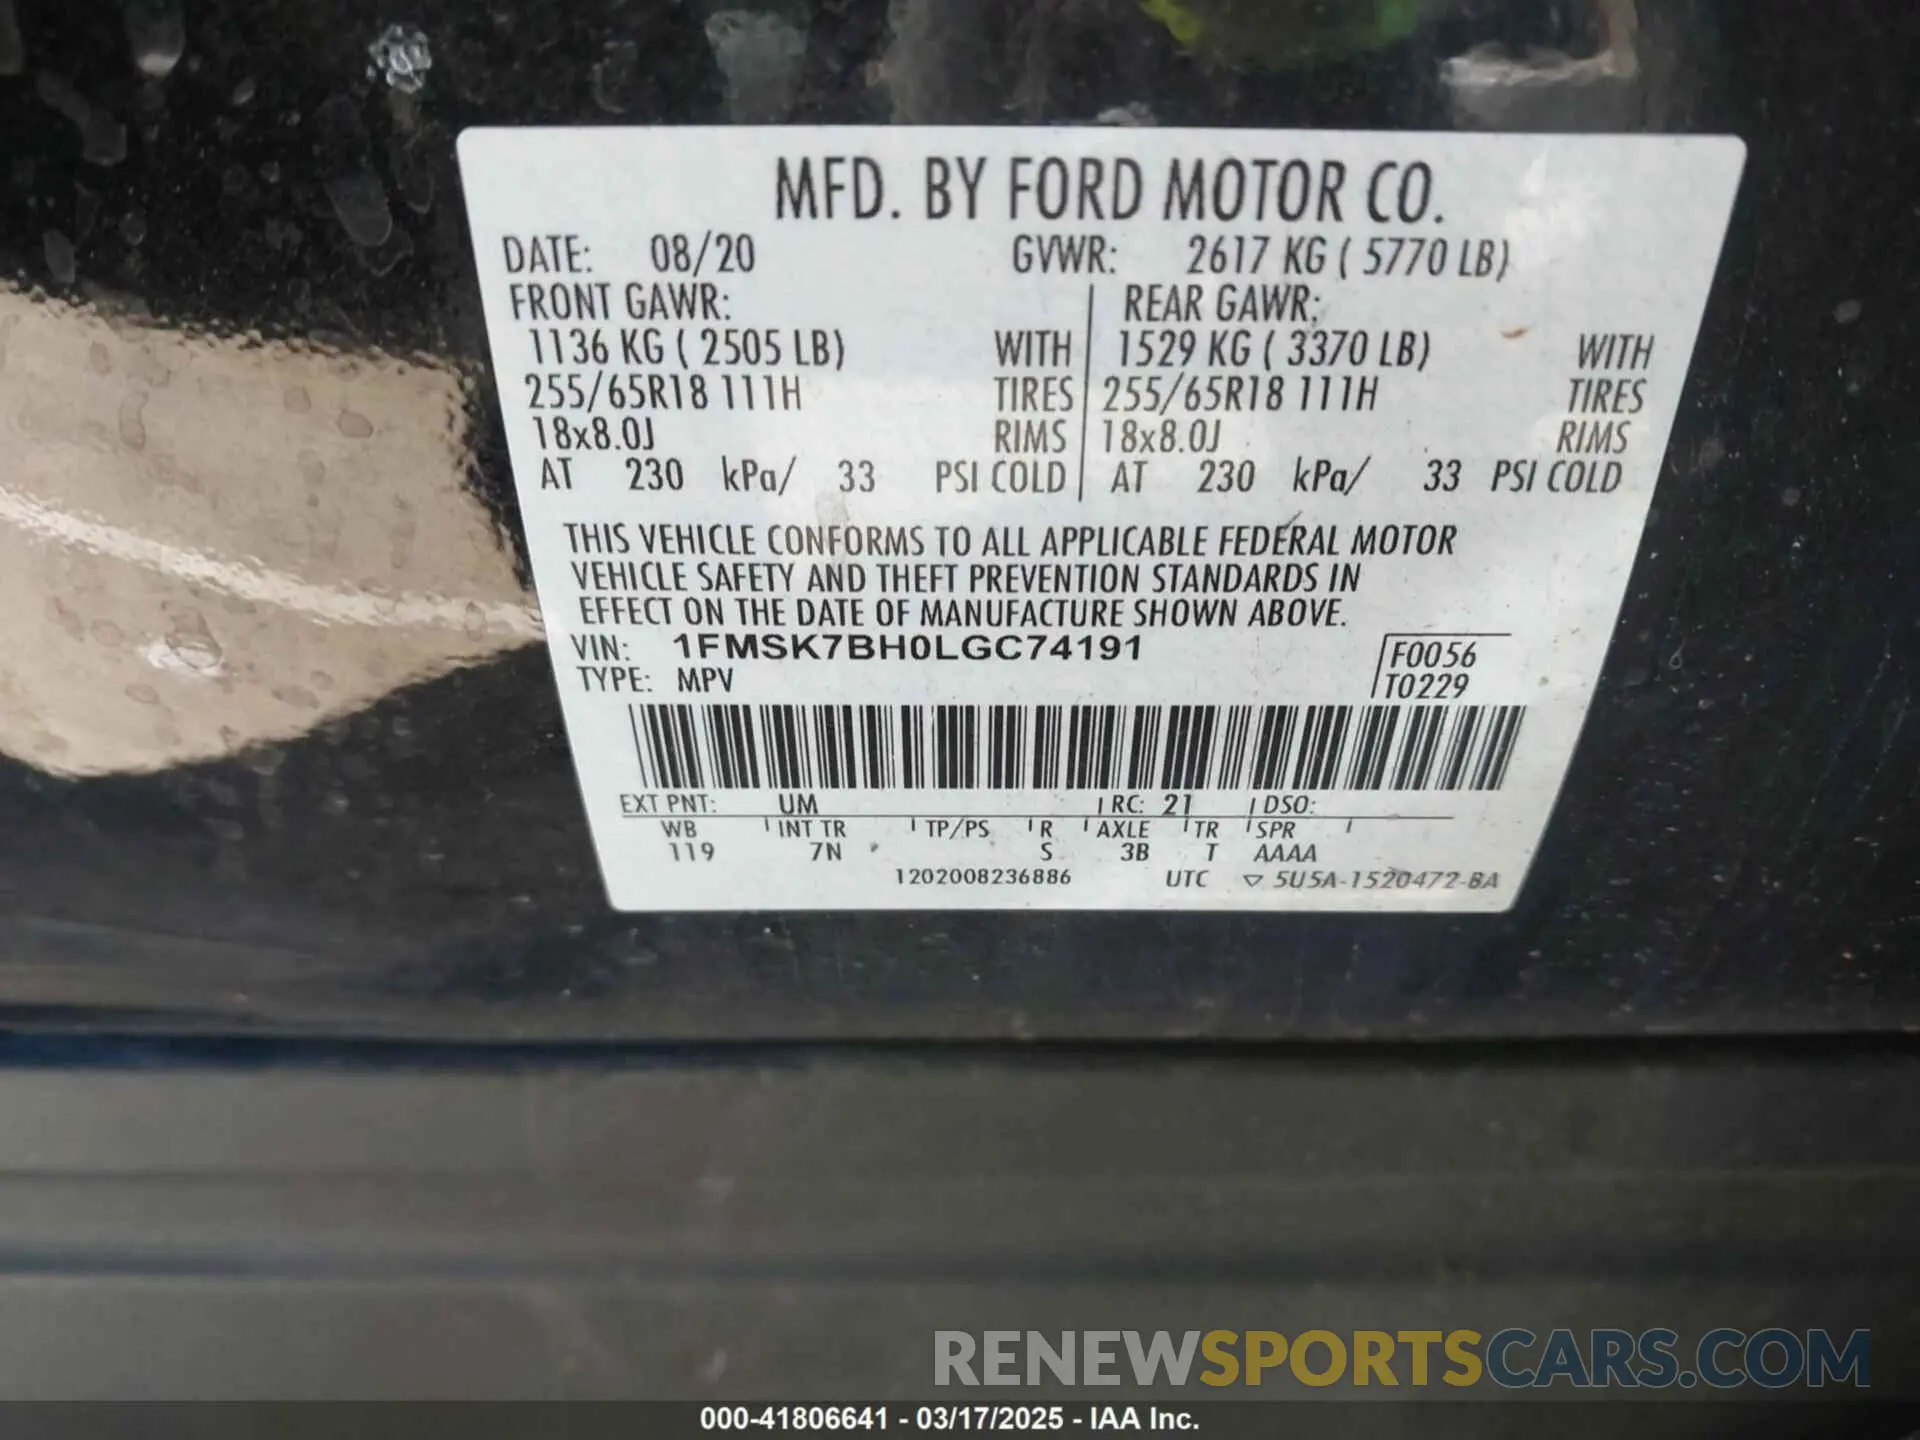 MFD. BY FORD MOTOR CO.
DATE: 08/20 GVWR: 2617 KG ( 5770 LB)
FRONT GAWR: REAR GAWR:
1136 KG ( 2505 LB) WITH 1529 KG ( 3370 LB) WITH
255/65R18 111H TIRES 255/65R18 111H TIRES
18x8.0J RIMS 18x8.0J RIMS
AT 230 kPa/ 33 PSI COLD AT 230 kPa/ 33 PSI COLD
THIS VEHICLE CONFORMS TO ALL APPLICABLE FEDERAL MOTOR
VEHICLE SAFETY AND THEFT PREVENTION STANDARDS IN
EFFECT ON THE DATE OF MANUFACTURE SHOWN ABOVE.
VIN: 1FMSK7BH0LGC74191 F0056
TYPE: MPV T0229
EXT PNT: UM RC: 21 DSO:
WB INT TR TP/PS R AXLE TR SPR
119 7N S 3B T AAAA
1202008236886 UTC ▽ 5U5A-1520472-BA
RENEWSPORTSCARS.COM
000-41806641 - 03/17/2025 - IAA Inc.